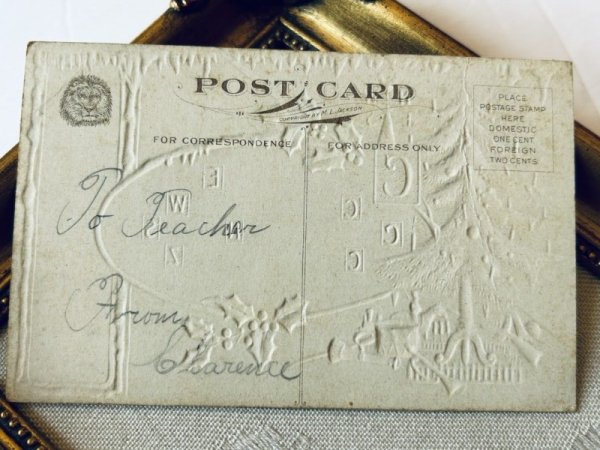 POST CARD
COPYRIGHT BY M. L. JACKSON
FOR CORRESPONDENCE
FOR ADDRESS ONLY
PLACE
POSTAGE STAMP
HERE
DOMESTIC
ONE CENT
FOREIGN
TWO CENTS
To Teacher
From
Clarence